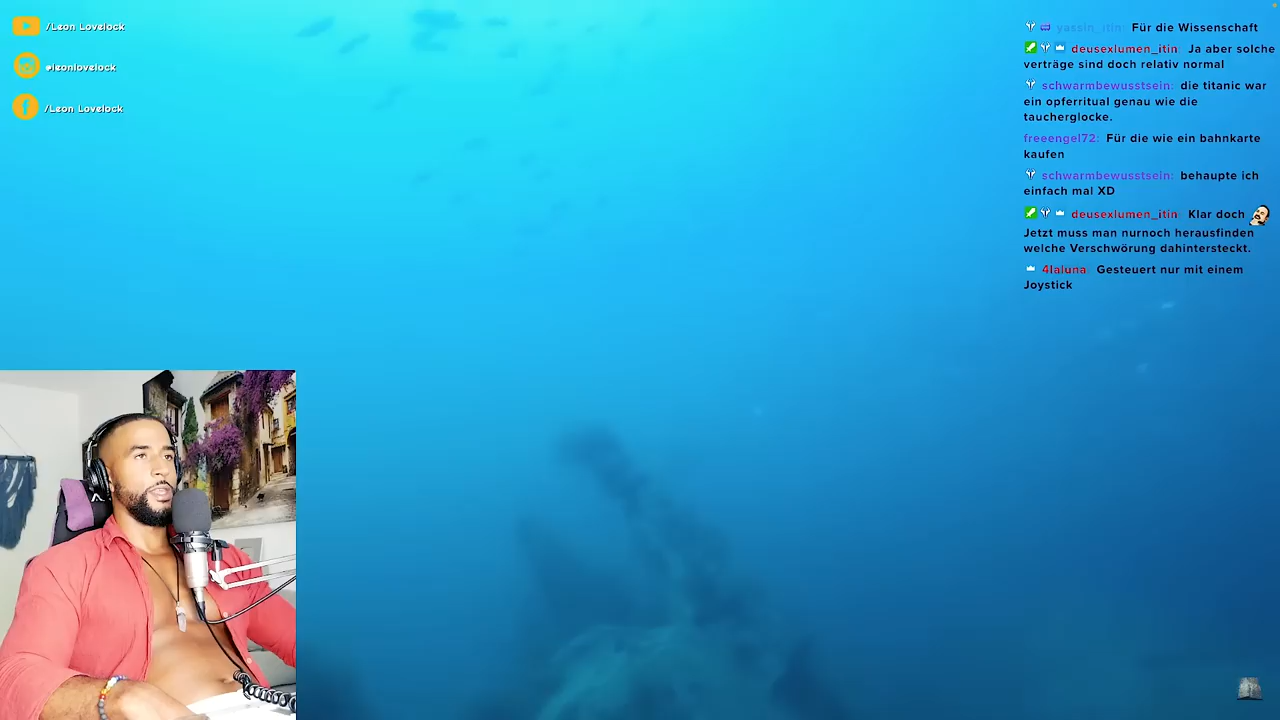 /Leon Lovelock
@leonlovelock
/Leon Lovelock
yassin_itin: Für die Wissenschaft
deusexlumen_itin: Ja aber solche
verträge sind doch relativ normal
schwarmbewusstsein: die titanic war
ein opferritual genau wie die
taucherglocke.
freeengel72: Für die wie ein bahnkarte
kaufen
schwarmbewusstsein: behaupte ich
einfach mal XD
deusexlumen_itin: Klar doch
Jetzt muss man nurnoch herausfinden
welche Verschwörung dahintersteckt.
4laluna: Gesteuert nur mit einem
Joystick